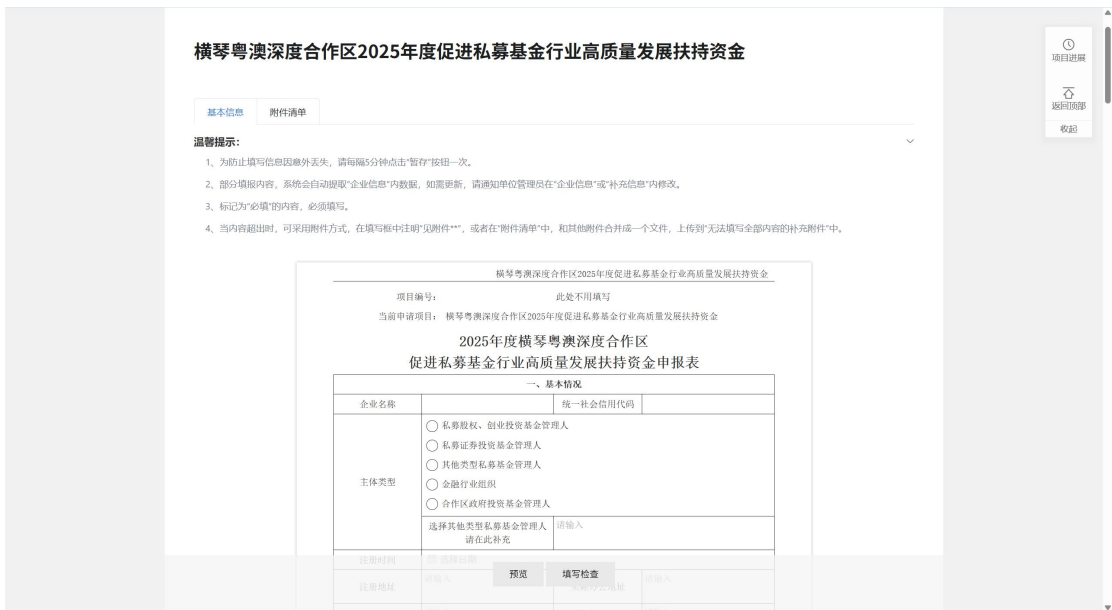 横琴粤澳深度合作区2025年度促进私募基金行业高质量发展扶持资金
项目进展
返回顶部
收起
基本信息 附件清单
温馨提示：
1、为防止填写信息因意外丢失，请每隔5分钟点击"暂存"按钮一次。
2、部分填报内容，系统会自动提取"企业信息"内数据，如需更新，请通知单位管理员在"企业信息"或"补充信息"内修改。
3、标记为"必填"的内容，必须填写。
4、当内容超出时，可采用附件方式，在填写框中注明"见附件**"，或者在"附件清单"中，和其他附件合并成一个文件，上传到"无法填写全部内容的补充附件"中。
横琴粤澳深度合作区2025年度促进私募基金行业高质量发展扶持资金
项目编号： 此处不用填写
当前申请项目： 横琴粤澳深度合作区2025年度促进私募基金行业高质量发展扶持资金
2025年度横琴粤澳深度合作区
促进私募基金行业高质量发展扶持资金申报表
一、基本情况
企业名称 统一社会信用代码
主体类型
私募股权、创业投资基金管理人
私募证券投资基金管理人
其他类型私募基金管理人
金融行业组织
合作区政府投资基金管理人
选择其他类型私募基金管理人
请在此补充
请输入
注册时间 选择日期
注册地址 请输入 实际办公地址 请输入
预览 填写检查